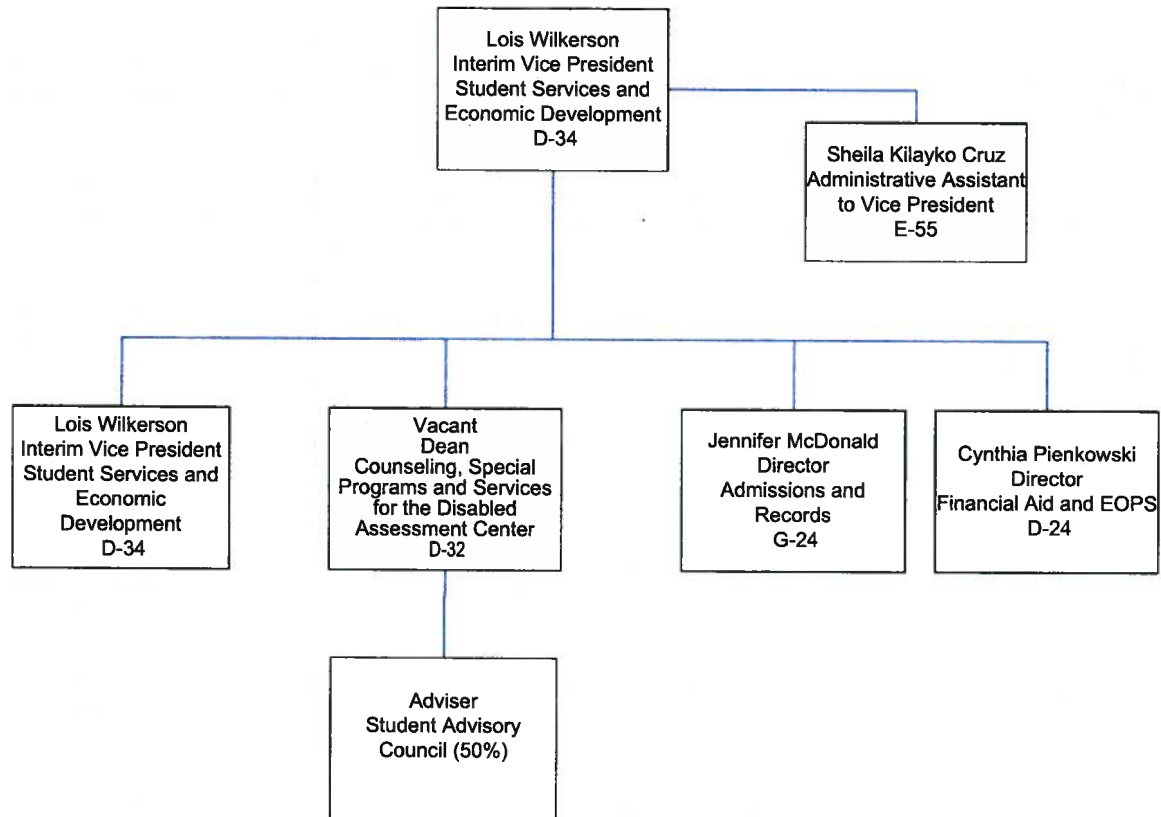 Lois Wilkerson
Interim Vice President
Student Services and
Economic Development
D-34
Sheila Kilayko Cruz
Administrative Assistant
to Vice President
E-55
Lois Wilkerson
Interim Vice President
Student Services and
Economic
Development
D-34
Vacant
Dean
Counseling, Special
Programs and Services
for the Disabled
Assessment Center
D-32
Jennifer McDonald
Director
Admissions and
Records
G-24
Cynthia Pienkowski
Director
Financial Aid and EOPS
D-24
Adviser
Student Advisory
Council (50%)